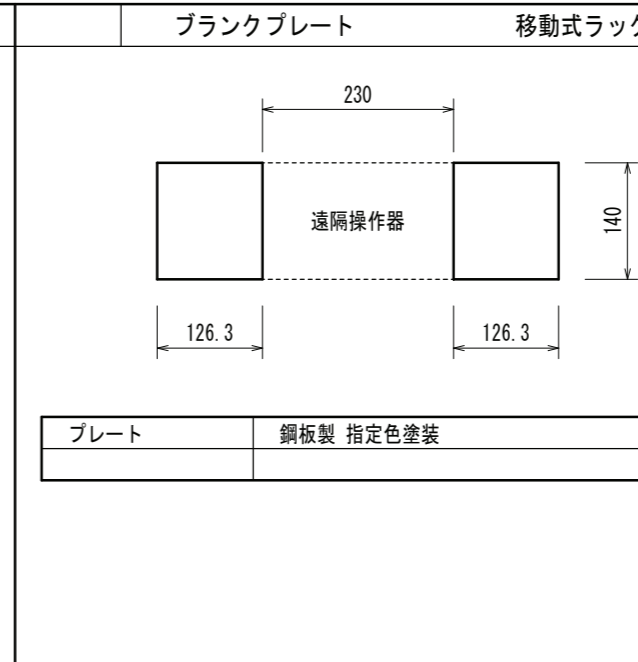 ブランクプレート 移動式ラック
230
遠隔操作器
140
126.3 126.3
プレート 鋼板製 指定色塗装